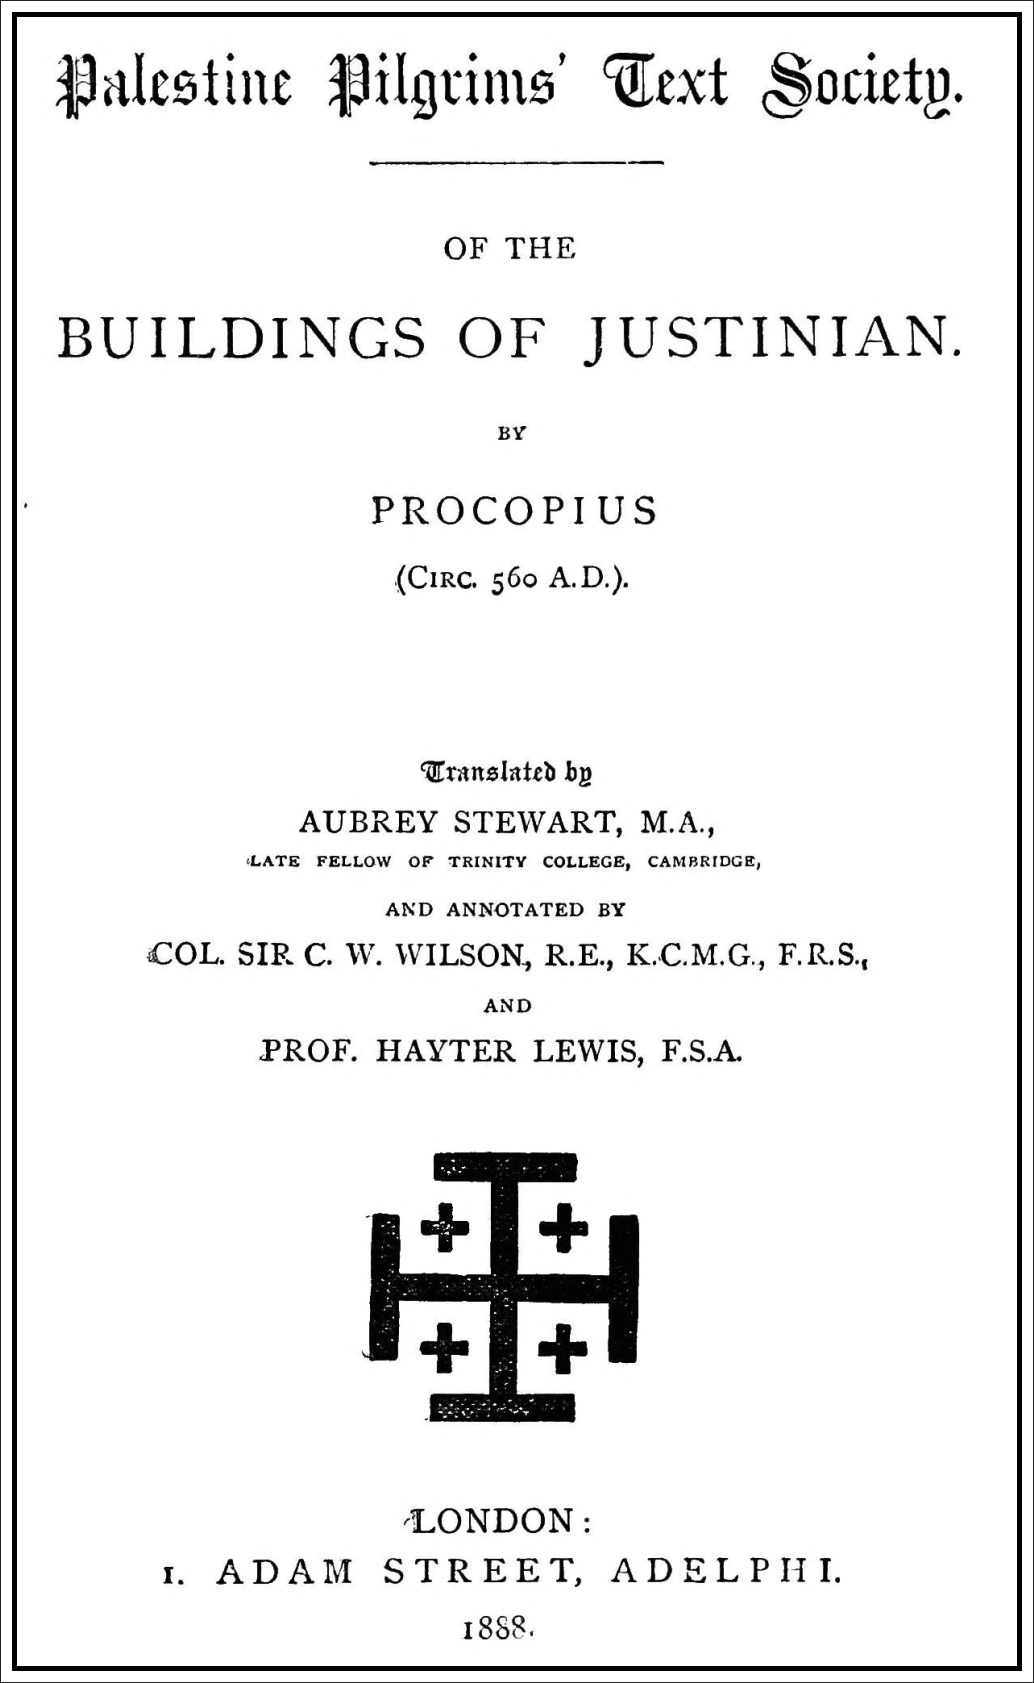 Palestine Pilgrims' Text Society.
OF THE
BUILDINGS OF JUSTINIAN.
BY
PROCOPIUS
(CIRC. 560 A.D.).
Translated by
AUBREY STEWART, M.A.,
LATE FELLOW OF TRINITY COLLEGE, CAMBRIDGE,
AND ANNOTATED BY
COL. SIR C. W. WILSON, R.E., K.C.M.G., F.R.S.,
AND
PROF. HAYTER LEWIS, F.S.A.
LONDON:
1. ADAM STREET, ADELPHI.
1888.